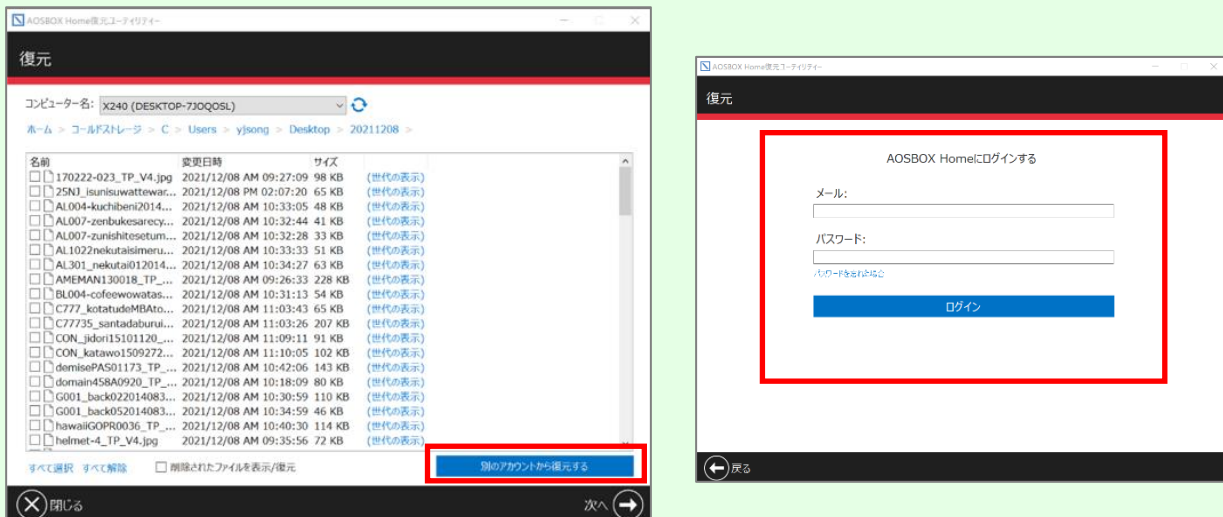 AOSBOX Home復元ユーティリティー
復元
コンピューター名: X240 (DESKTOP-7JOQOSL)
ホーム > コールドストレージ > C > Users > yjsong > Desktop > 20211208 >
名前 変更日時 サイズ
170222-023_TP_V4.jpg 2021/12/08 AM 09:27:09 98 KB (世代の表示)
25NJ_isunisuwattewar... 2021/12/08 PM 02:07:20 65 KB (世代の表示)
AL004-kuchibeni2014... 2021/12/08 AM 10:33:05 48 KB (世代の表示)
AL007-zenbukesarecy... 2021/12/08 AM 10:32:44 41 KB (世代の表示)
AL007-zunishitesetum... 2021/12/08 AM 10:32:28 33 KB (世代の表示)
AL1022nekutaisimeru... 2021/12/08 AM 10:33:33 51 KB (世代の表示)
AL301_nekutai012014... 2021/12/08 AM 10:34:27 63 KB (世代の表示)
AMEMAN130018_TP_... 2021/12/08 AM 09:26:33 228 KB (世代の表示)
BL004-cofeewowatas... 2021/12/08 AM 10:31:13 54 KB (世代の表示)
C777_kotatudeMBAto... 2021/12/08 AM 11:03:43 65 KB (世代の表示)
C77735_santadaburui... 2021/12/08 AM 11:03:26 207 KB (世代の表示)
CON_jidori15101120_... 2021/12/08 AM 11:09:11 91 KB (世代の表示)
CON_katawo1509272... 2021/12/08 AM 11:10:05 102 KB (世代の表示)
demisePAS01173_TP_... 2021/12/08 AM 10:42:06 143 KB (世代の表示)
domain458A0920_TP_... 2021/12/08 AM 10:18:09 80 KB (世代の表示)
G001_back022014083... 2021/12/08 AM 10:30:59 110 KB (世代の表示)
G001_back052014083... 2021/12/08 AM 10:34:59 46 KB (世代の表示)
hawaiiGOPR0036_TP_... 2021/12/08 AM 10:40:30 114 KB (世代の表示)
helmet-4_TP_V4.jpg 2021/12/08 AM 09:35:56 72 KB (世代の表示)
すべて選択 すべて解除 削除されたファイルを表示/復元 別のアカウントから復元する
閉じる 次へ
AOSBOX Home復元ユーティリティー
復元
AOSBOX Homeにログインする
メール:
パスワード:
パスワードを忘れた場合
ログイン
戻る